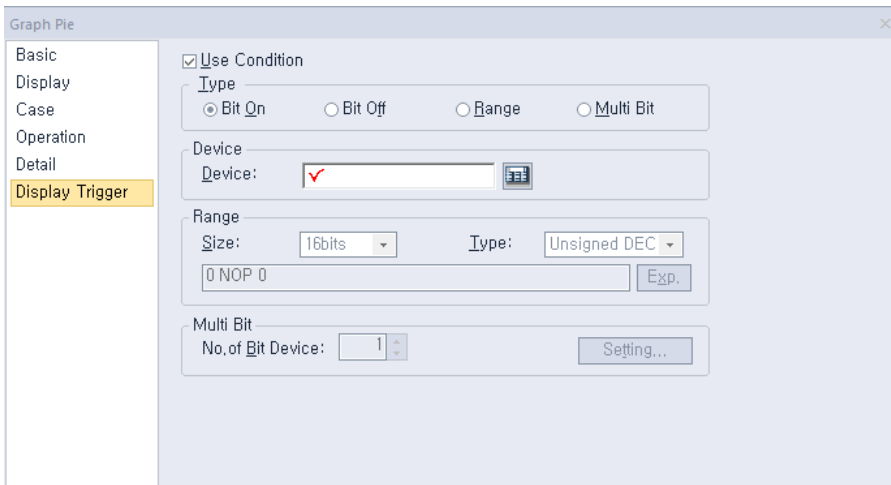 Graph Pie
Basic
Display
Case
Operation
Detail
Display Trigger
Use Condition
Type
Bit On
Bit Off
Range
Multi Bit
Device
Device:
Range
Size:
16bits
Type:
Unsigned DEC
0 NOP 0
Exp.
Multi Bit
No.of Bit Device:
1
Setting...